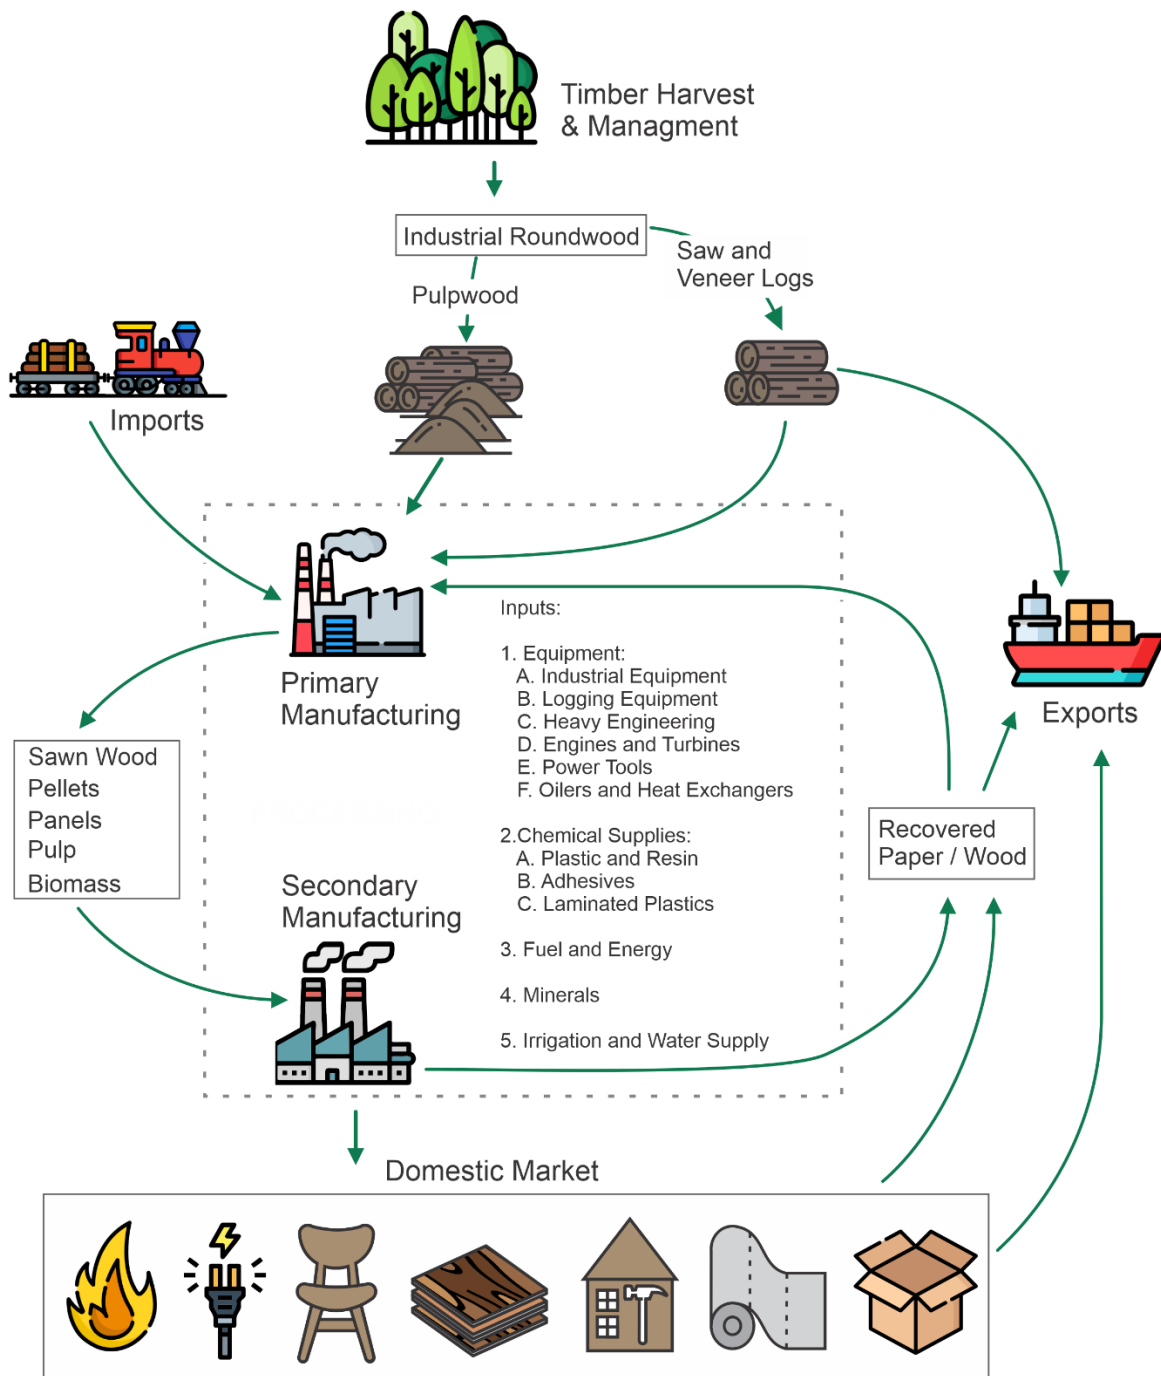 Timber Harvest
& Managment
Industrial Roundwood
Saw and
Veneer Logs
Pulpwood
Imports
Inputs:
1. Equipment:
A. Industrial Equipment
B. Logging Equipment
C. Heavy Engineering
D. Engines and Turbines
E. Power Tools
F. Oilers and Heat Exchangers
2.Chemical Supplies:
A. Plastic and Resin
B. Adhesives
C. Laminated Plastics
3. Fuel and Energy
4. Minerals
5. Irrigation and Water Supply
Primary
Manufacturing
Exports
Sawn Wood
Pellets
Panels
Pulp
Biomass
Recovered
Paper / Wood
Secondary
Manufacturing
Domestic Market